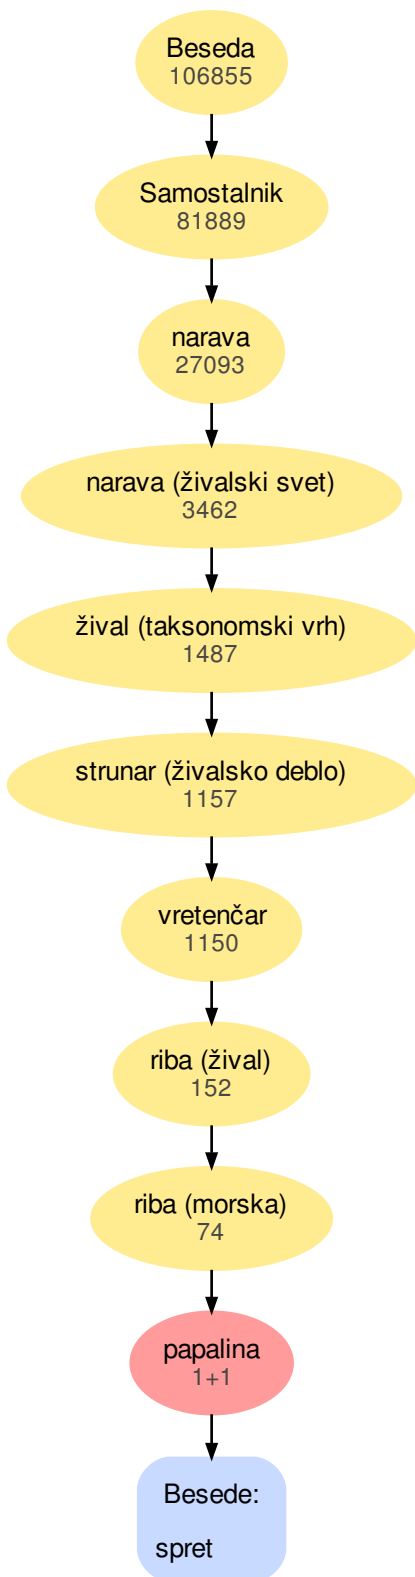 Beseda
106855
Samostalnik
81889
narava
27093
narava (živalski svet)
3462
žival (taksonomski vrh)
1487
strunar (živalsko deblo)
1157
vretenčar
1150
riba (žival)
152
riba (morska)
74
papalina
1+1
Besede:
spret